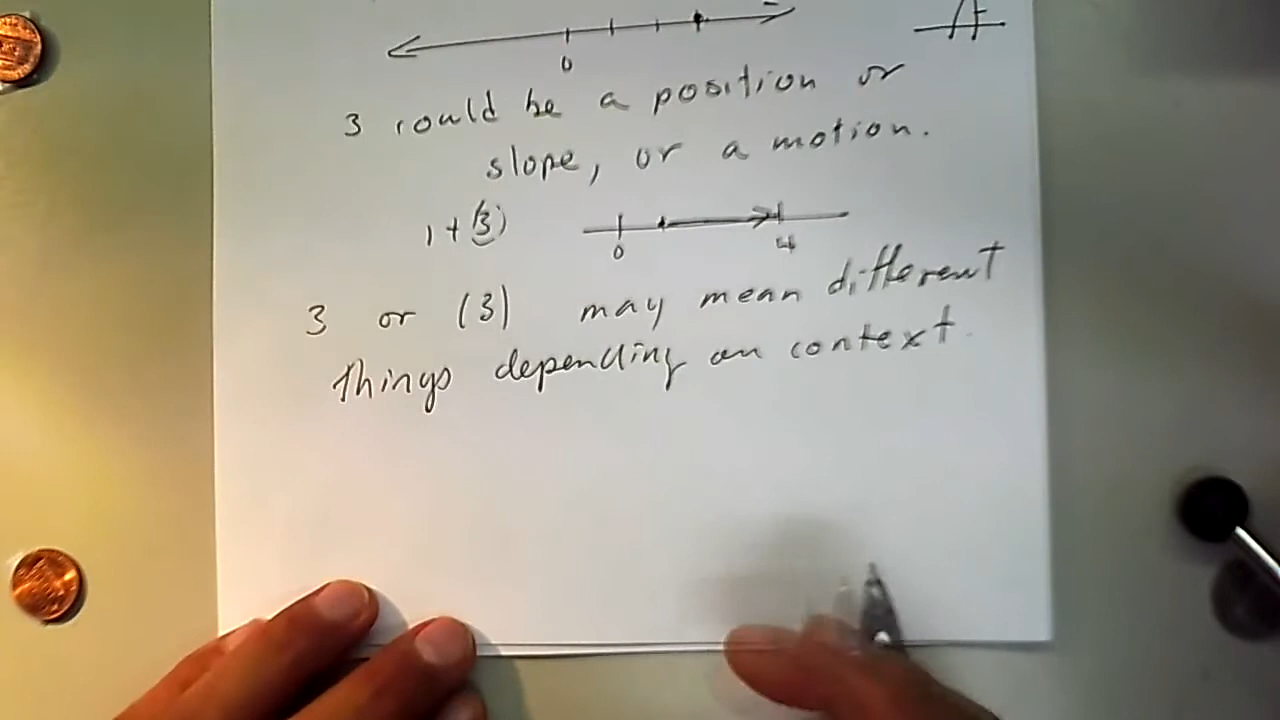 0
3 could be a position or
slope, or a motion.
1 + (3)
0 4
3 or (3) may mean different
things depending on context.